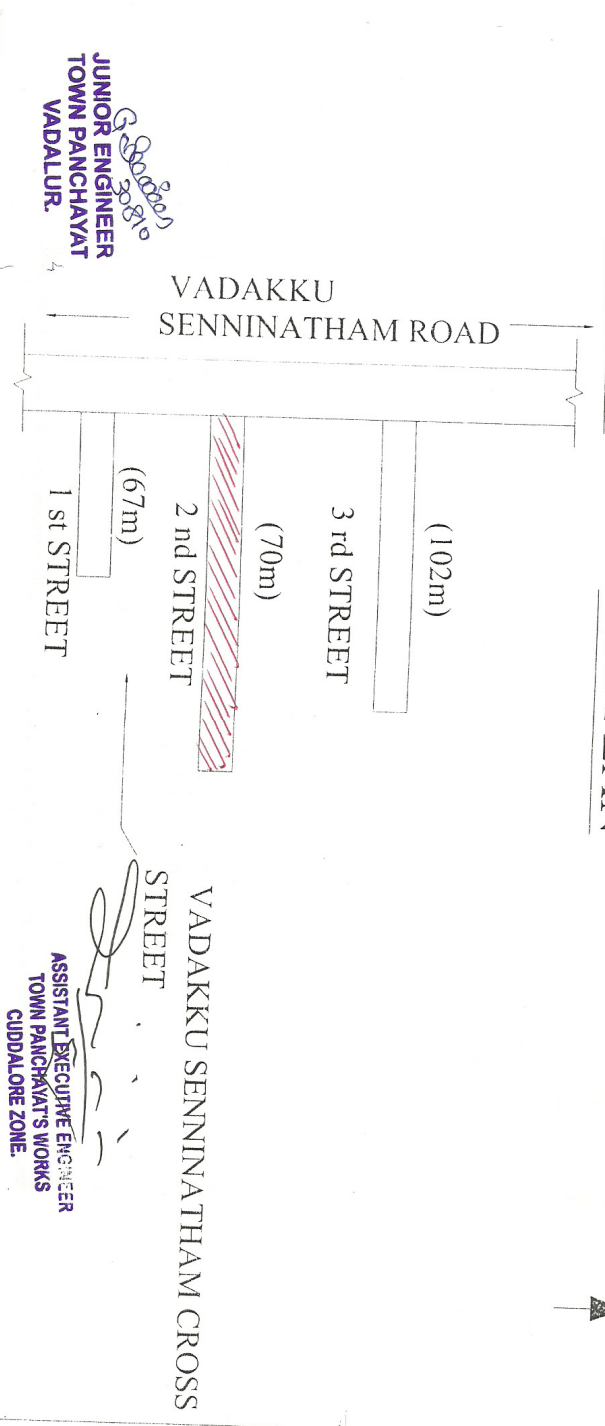 VADAKKU
SENNINATHAM ROAD
(102m)
3 rd STREET
(70m)
2 nd STREET
(67m)
1 st STREET
VADAKKU SENNINATHAM CROSS
STREET
JUNIOR ENGINEER
TOWN PANCHAYAT
VADALUR.
ASSISTANT EXECUTIVE ENGINEER
TOWN PANCHAYAT'S WORKS
CUDDALORE ZONE.